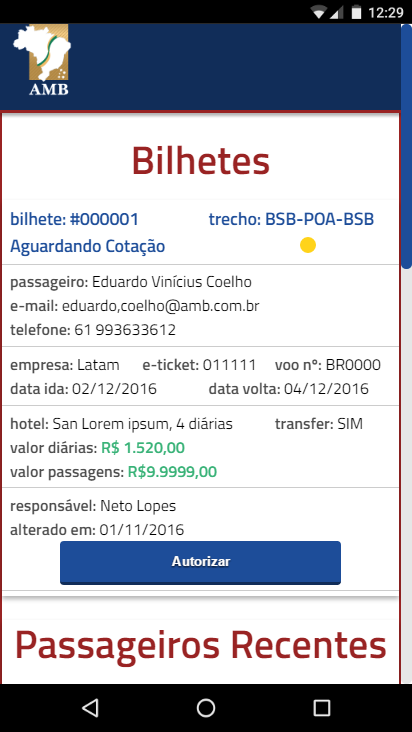 12:29
AMB
Bilhetes
bilhete: #000001 trecho: BSB-POA-BSB
Aguardando Cotação
passageiro: Eduardo Vinícius Coelho
e-mail: eduardo,coelho@amb.com.br
telefone: 61 993633612
empresa: Latam e-ticket: 011111 voo nº: BR0000
data ida: 02/12/2016 data volta: 04/12/2016
hotel: San Lorem ipsum, 4 diárias transfer: SIM
valor diárias: R$ 1.520,00
valor passagens: R$9.9999,00
responsável: Neto Lopes
alterado em: 01/11/2016
Autorizar
Passageiros Recentes